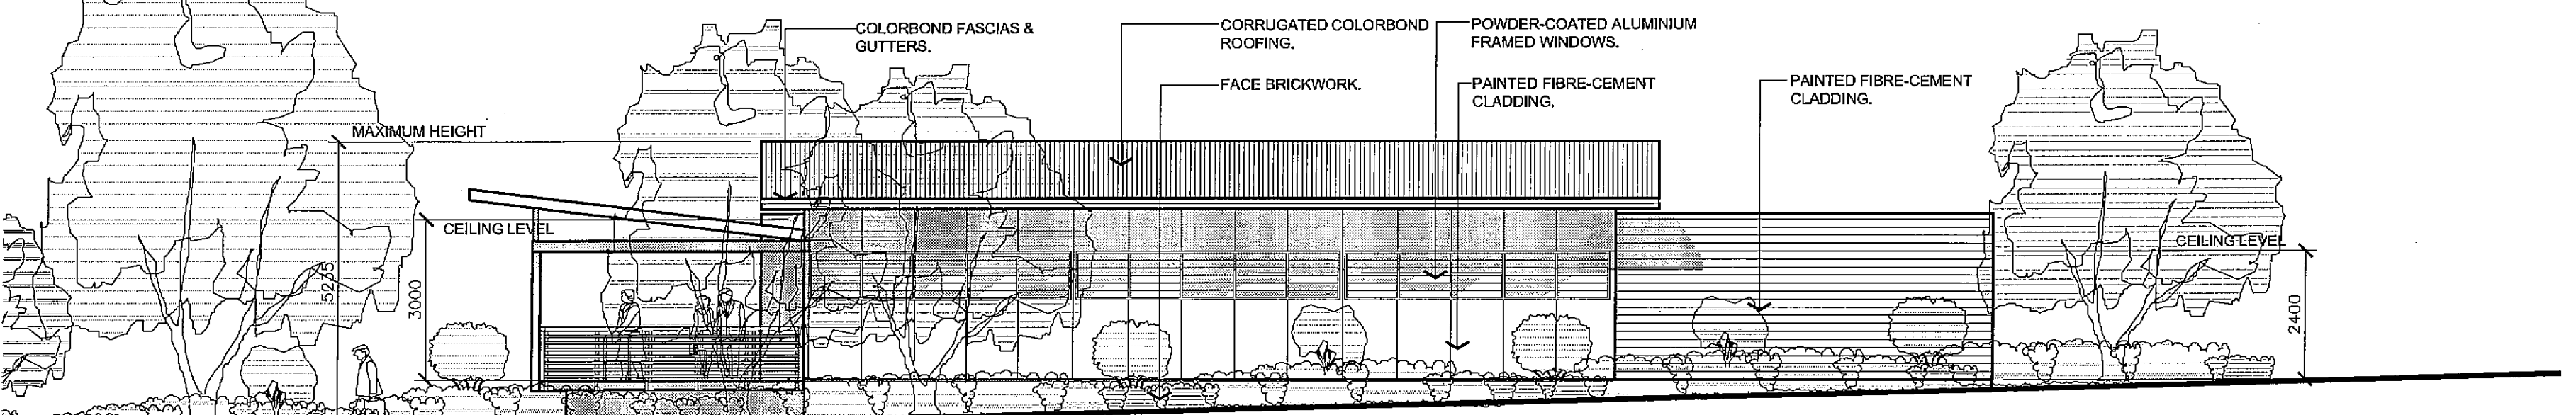 COLORBOND FASCIAS &
GUTTERS.
CORRUGATED COLORBOND
ROOFING.
POWDER-COATED ALUMINIUM
FRAMED WINDOWS.
FACE BRICKWORK.
PAINTED FIBRE-CEMENT
CLADDING.
PAINTED FIBRE-CEMENT
CLADDING.
MAXIMUM HEIGHT
CEILING LEVEL
CEILING LEVEL
5225
3000
2400